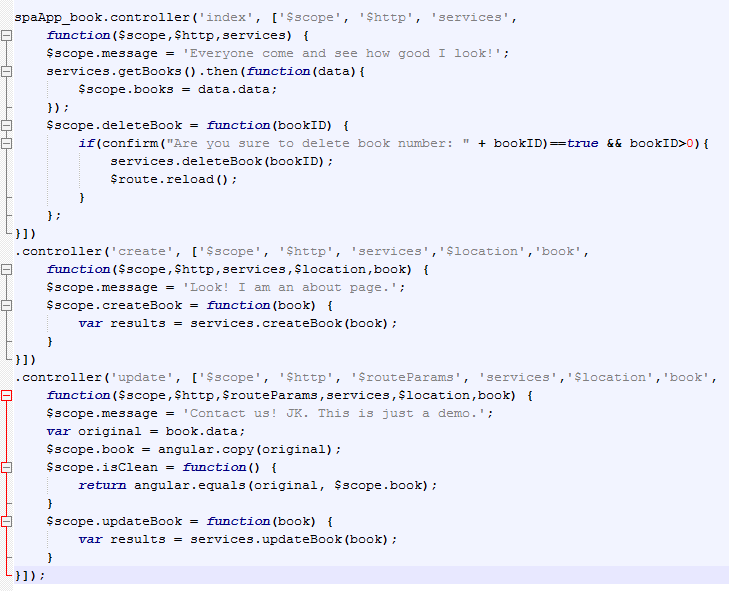 spaApp_book.controller('index', ['$scope', '$http', 'services',
    function($scope,$http,services) {
    $scope.message = 'Everyone come and see how good I look!';
    services.getBooks().then(function(data){
        $scope.books = data.data;
    });
    $scope.deleteBook = function(bookID) {
        if(confirm("Are you sure to delete book number: " + bookID)==true && bookID>0){
            services.deleteBook(bookID);
            $route.reload();
        }
    };
}])
.controller('create', ['$scope', '$http', 'services','$location','book',
    function($scope,$http,services,$location,book) {
    $scope.message = 'Look! I am an about page.';
    $scope.createBook = function(book) {
        var results = services.createBook(book);
    }
}])
.controller('update', ['$scope', '$http', '$routeParams', 'services','$location','book',
    function($scope,$http,$routeParams,services,$location,book) {
    $scope.message = 'Contact us! JK. This is just a demo.';
    var original = book.data;
    $scope.book = angular.copy(original);
    $scope.isClean = function() {
        return angular.equals(original, $scope.book);
    }
    $scope.updateBook = function(book) {
        var results = services.updateBook(book);
    }
}]);